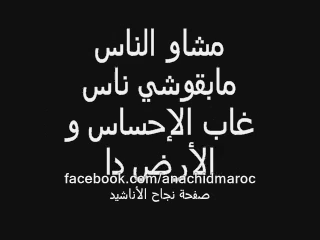 مشاو الناس
مابقوشي ناس
غاب الإحساس و
الأرض دا
facebook.com/anachidmaroc
صفحة نجاح الأناشيد